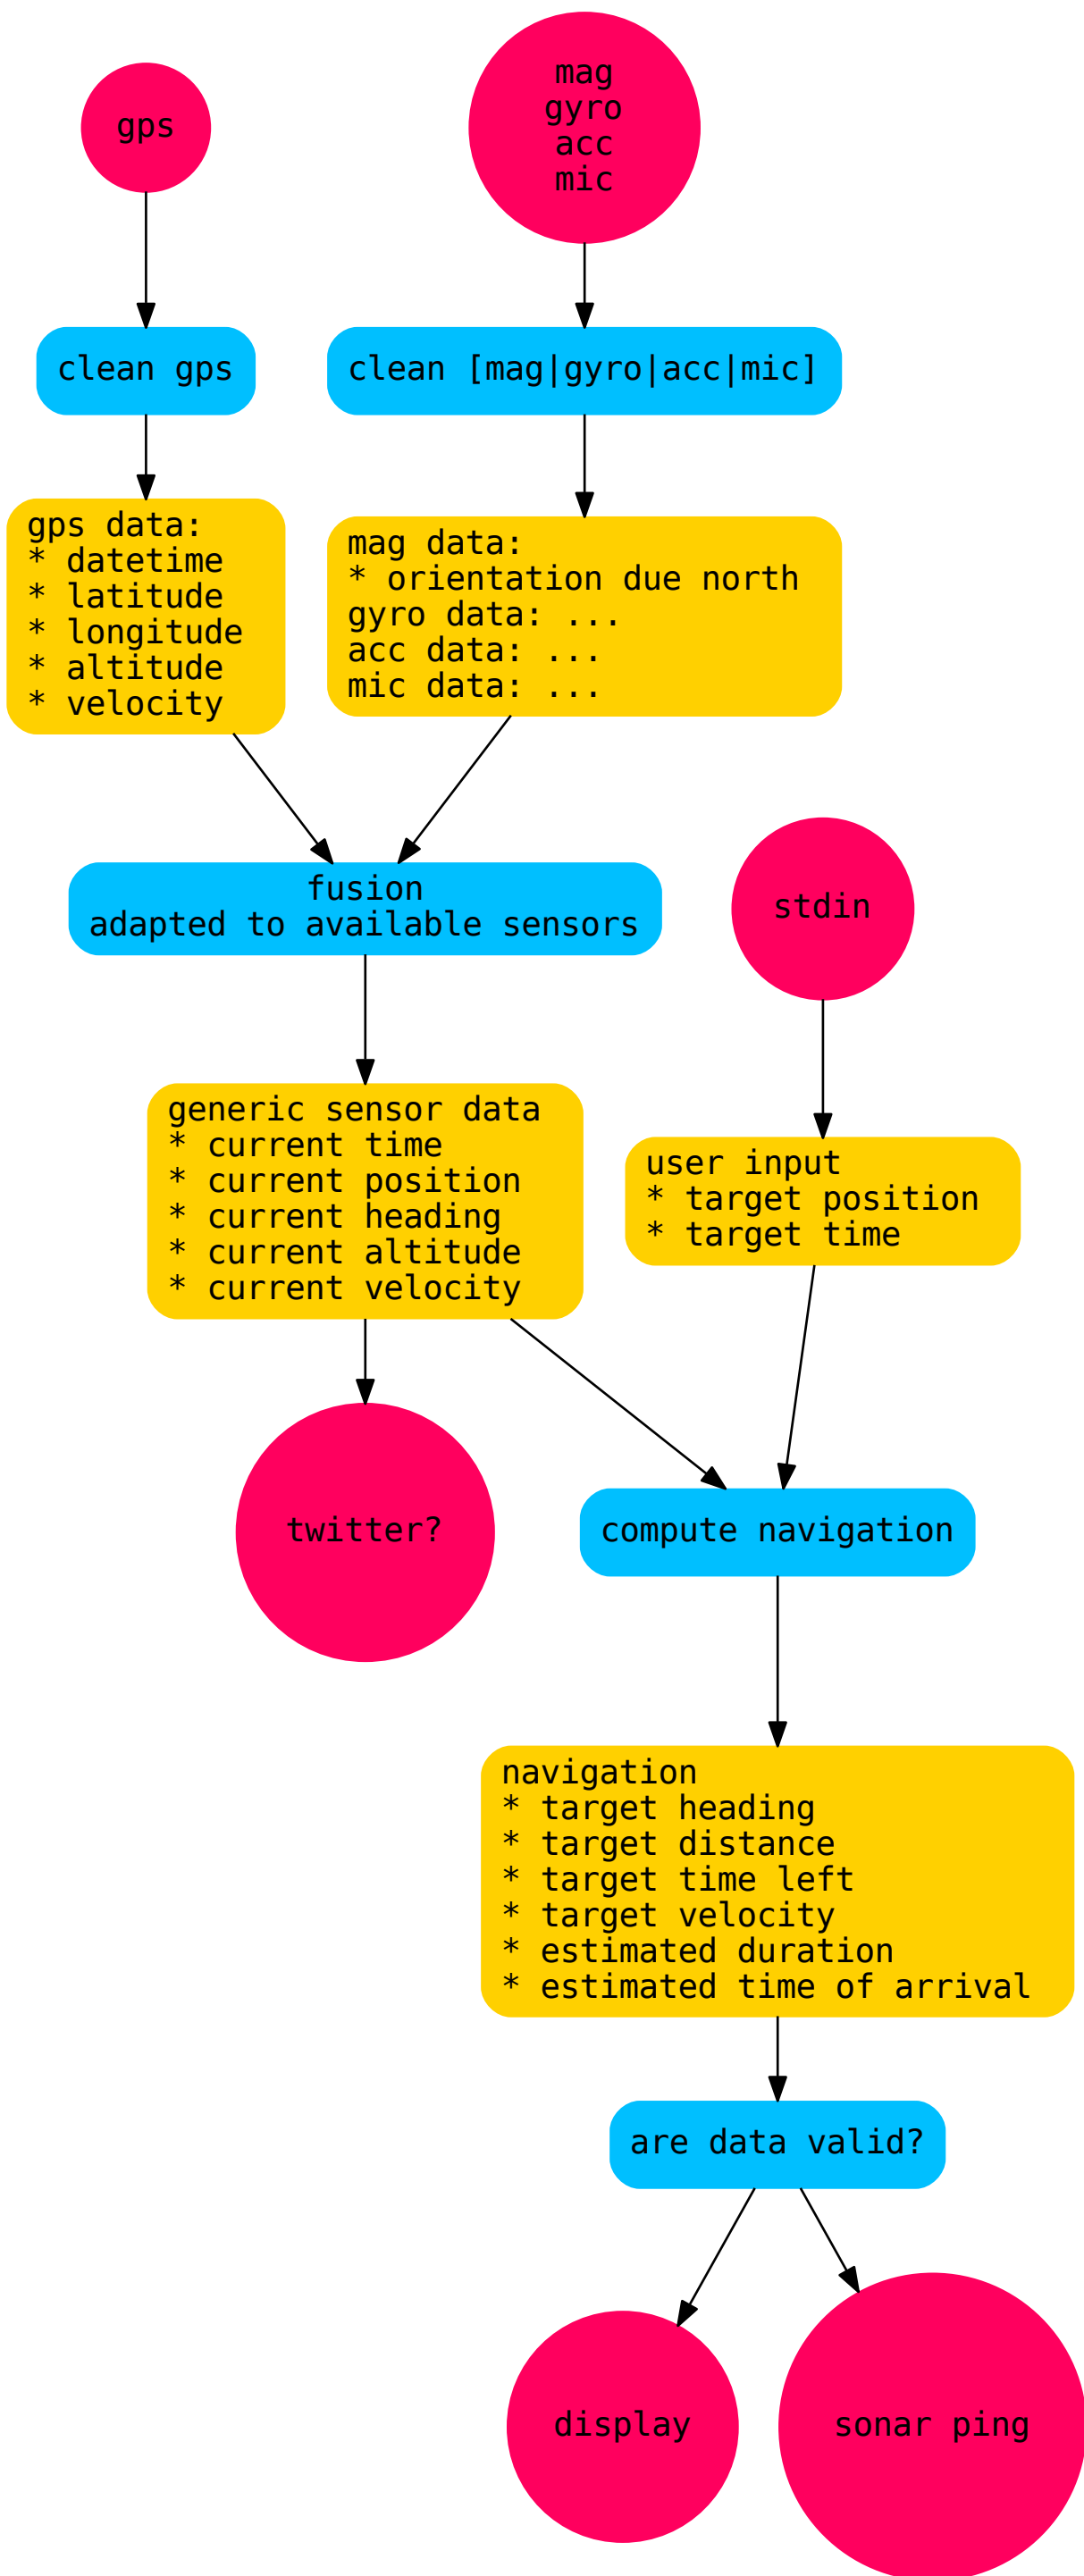 gps
mag
gyro
acc
mic
clean gps
clean [mag|gyro|acc|mic]
gps data:
* datetime
* latitude
* longitude
* altitude
* velocity
mag data:
* orientation due north
gyro data: ...
acc data: ...
mic data: ...
fusion
adapted to available sensors
stdin
generic sensor data
* current time
* current position
* current heading
* current altitude
* current velocity
user input
* target position
* target time
twitter?
compute navigation
navigation
* target heading
* target distance
* target time left
* target velocity
* estimated duration
* estimated time of arrival
are data valid?
display
sonar ping